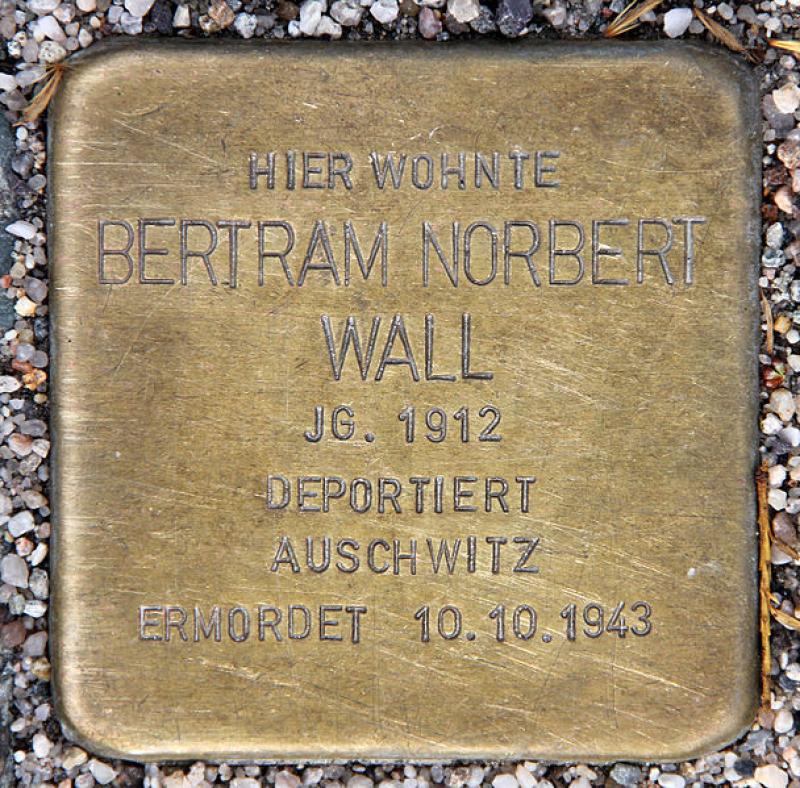 HIER WOHNTE
BERTRAM NORBERT
WALL
JG. 1912
DEPORTIERT
AUSCHWITZ
ERMORDET 10.10.1943